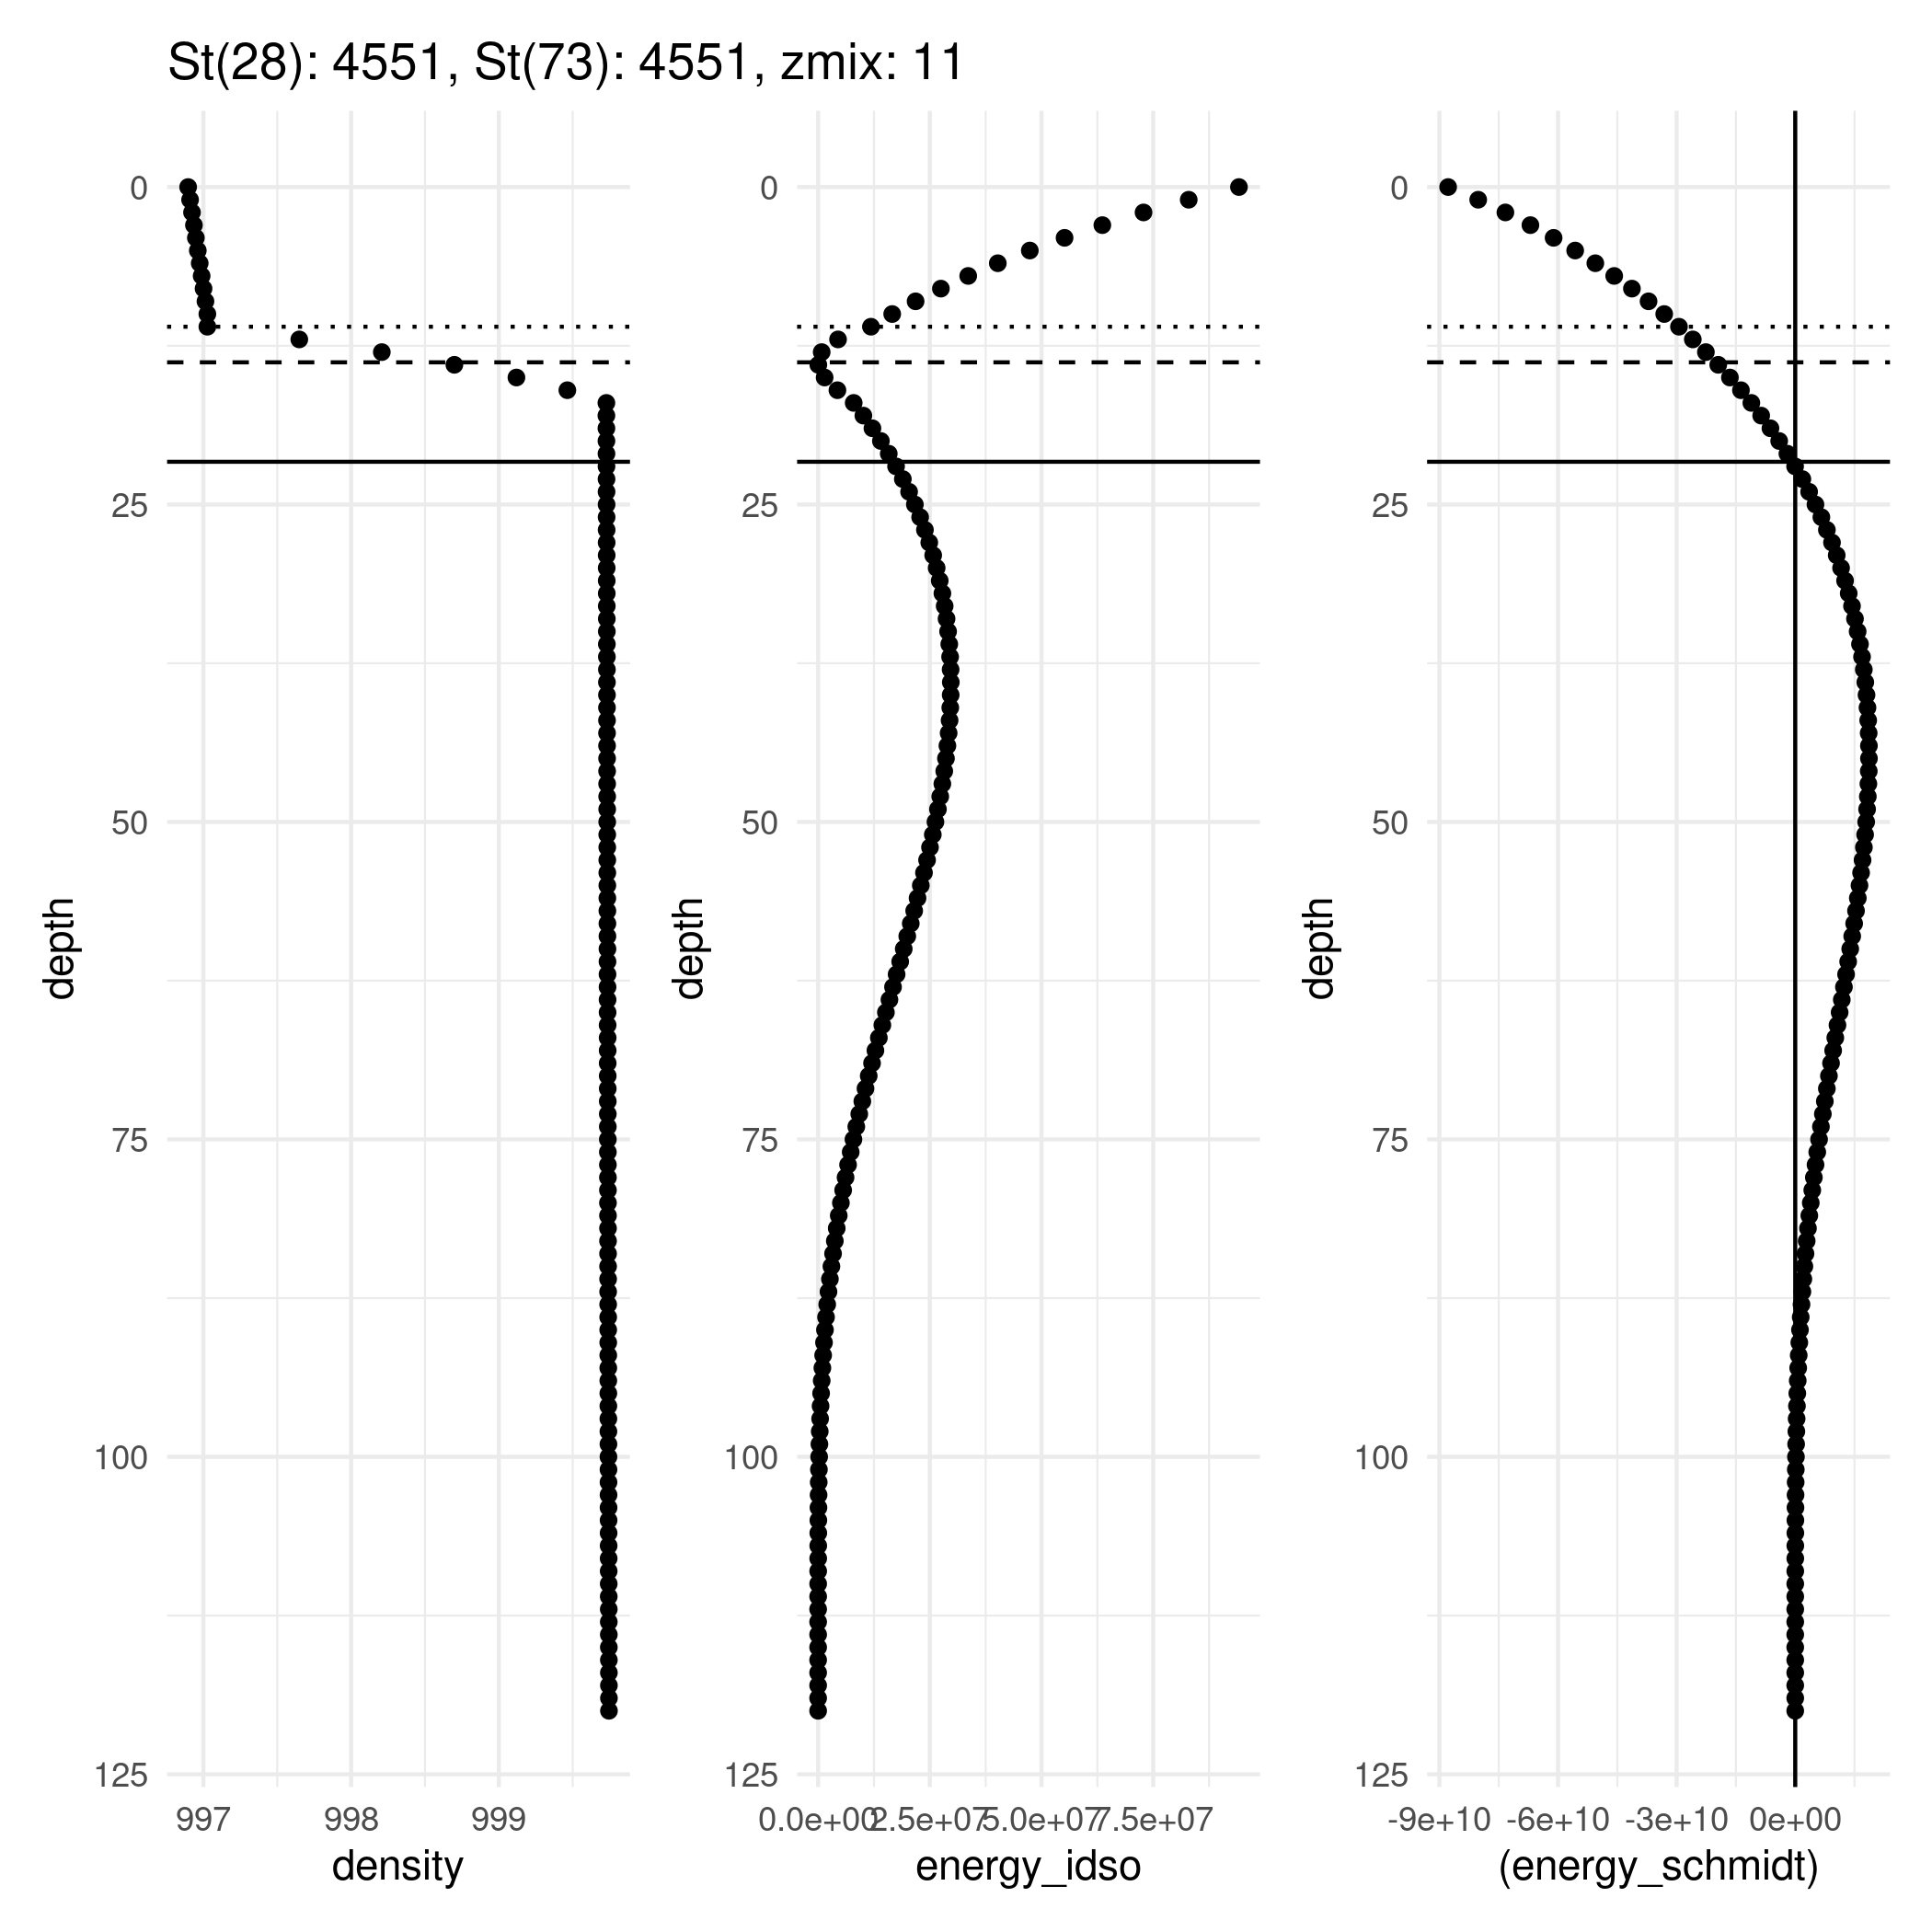 St(28): 4551, St(73): 4551, zmix: 11
0
25
50
75
100
125
depth
997 998 999
density
0
25
50
75
100
125
depth
0.0e+00 2.5e+07 5.0e+07 7.5e+07
energy_idso
0
25
50
75
100
125
depth
-9e+10 -6e+10 -3e+10 0e+00
(energy_schmidt)